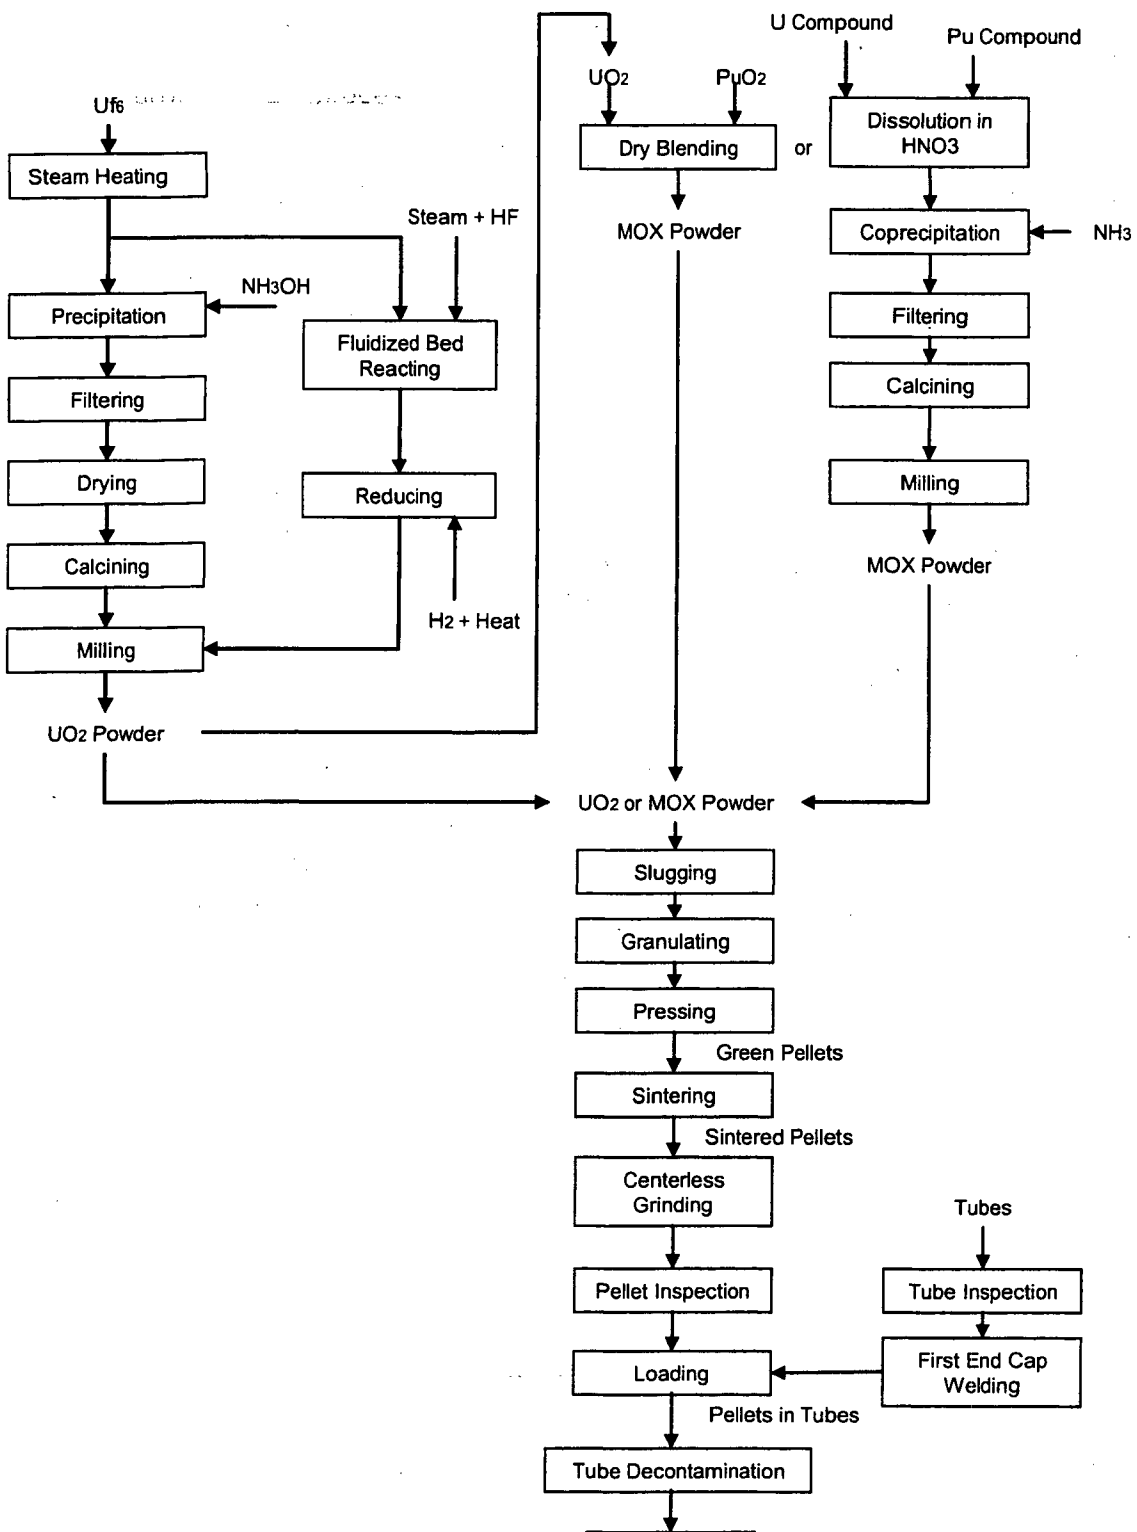 U Compound
Pu Compound
UO2
PuO2
Uf6
Dry Blending
or
Dissolution in
HNO3
Steam Heating
Steam + HF
MOX Powder
Coprecipitation
NH3
NH3OH
Precipitation
Filtering
Fluidized Bed
Reacting
Filtering
Calcining
Drying
Reducing
Milling
Calcining
MOX Powder
H2 + Heat
Milling
UO2 Powder
UO2 or MOX Powder
Slugging
Granulating
Pressing
Green Pellets
Sintering
Sintered Pellets
Centerless
Grinding
Tubes
Pellet Inspection
Tube Inspection
Loading
First End Cap
Welding
Pellets in Tubes
Tube Decontamination